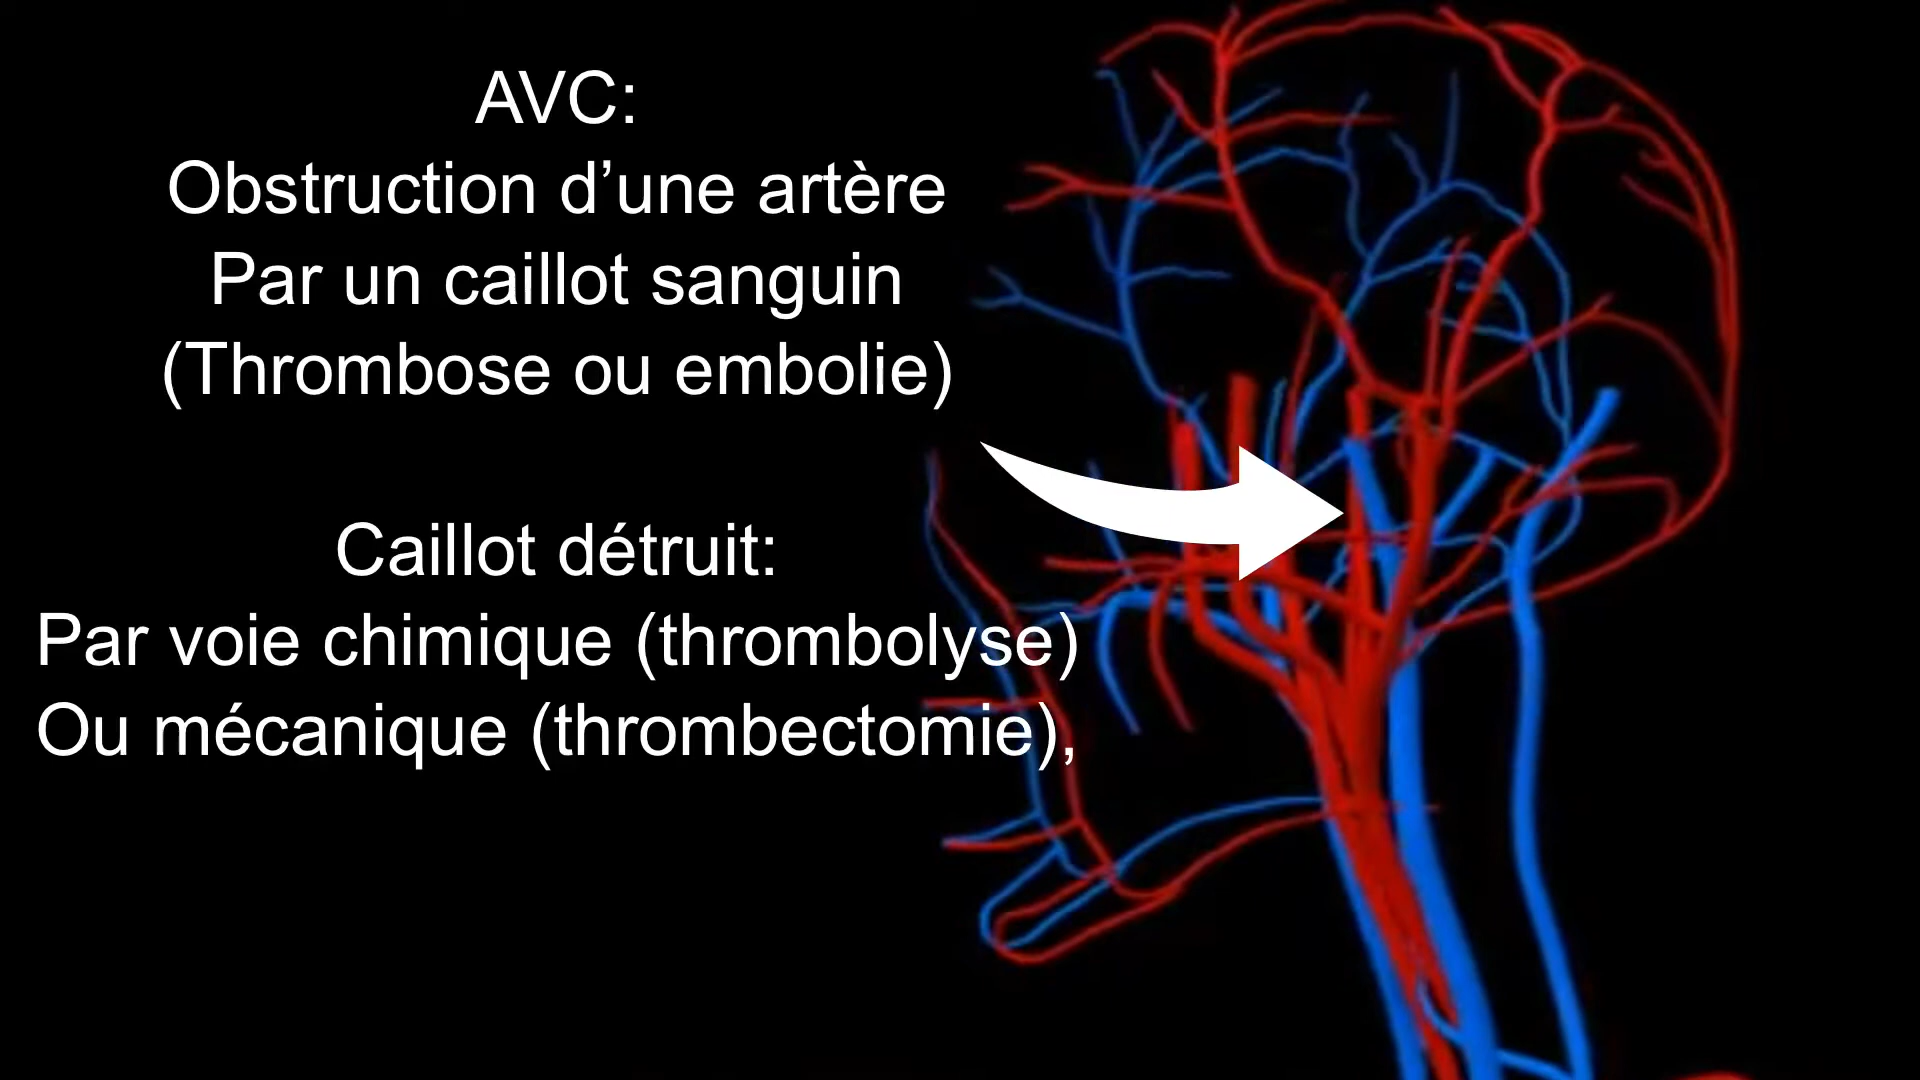 AVC:
Obstruction d’une artère
Par un caillot sanguin
(Thrombose ou embolie)
Caillot détruit:
Par voie chimique (thrombolyse)
Ou mécanique (thrombectomie),